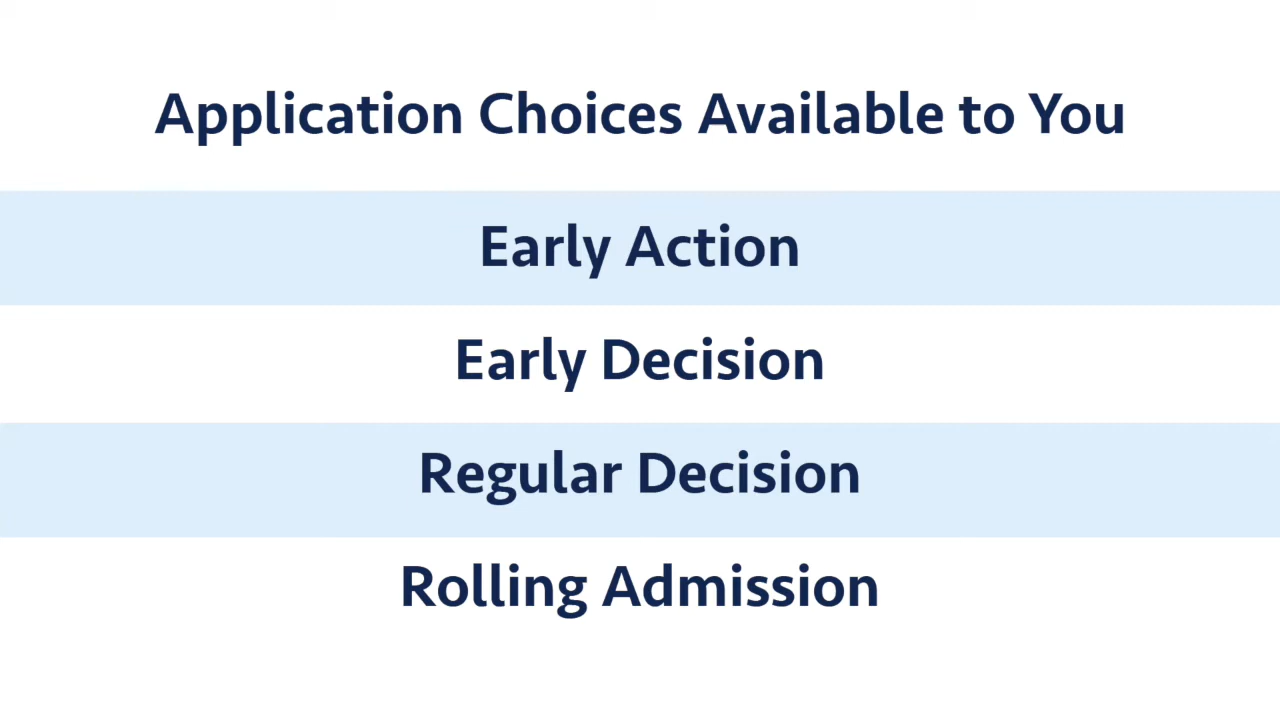 Application Choices Available to You
Early Action
Early Decision
Regular Decision
Rolling Admission